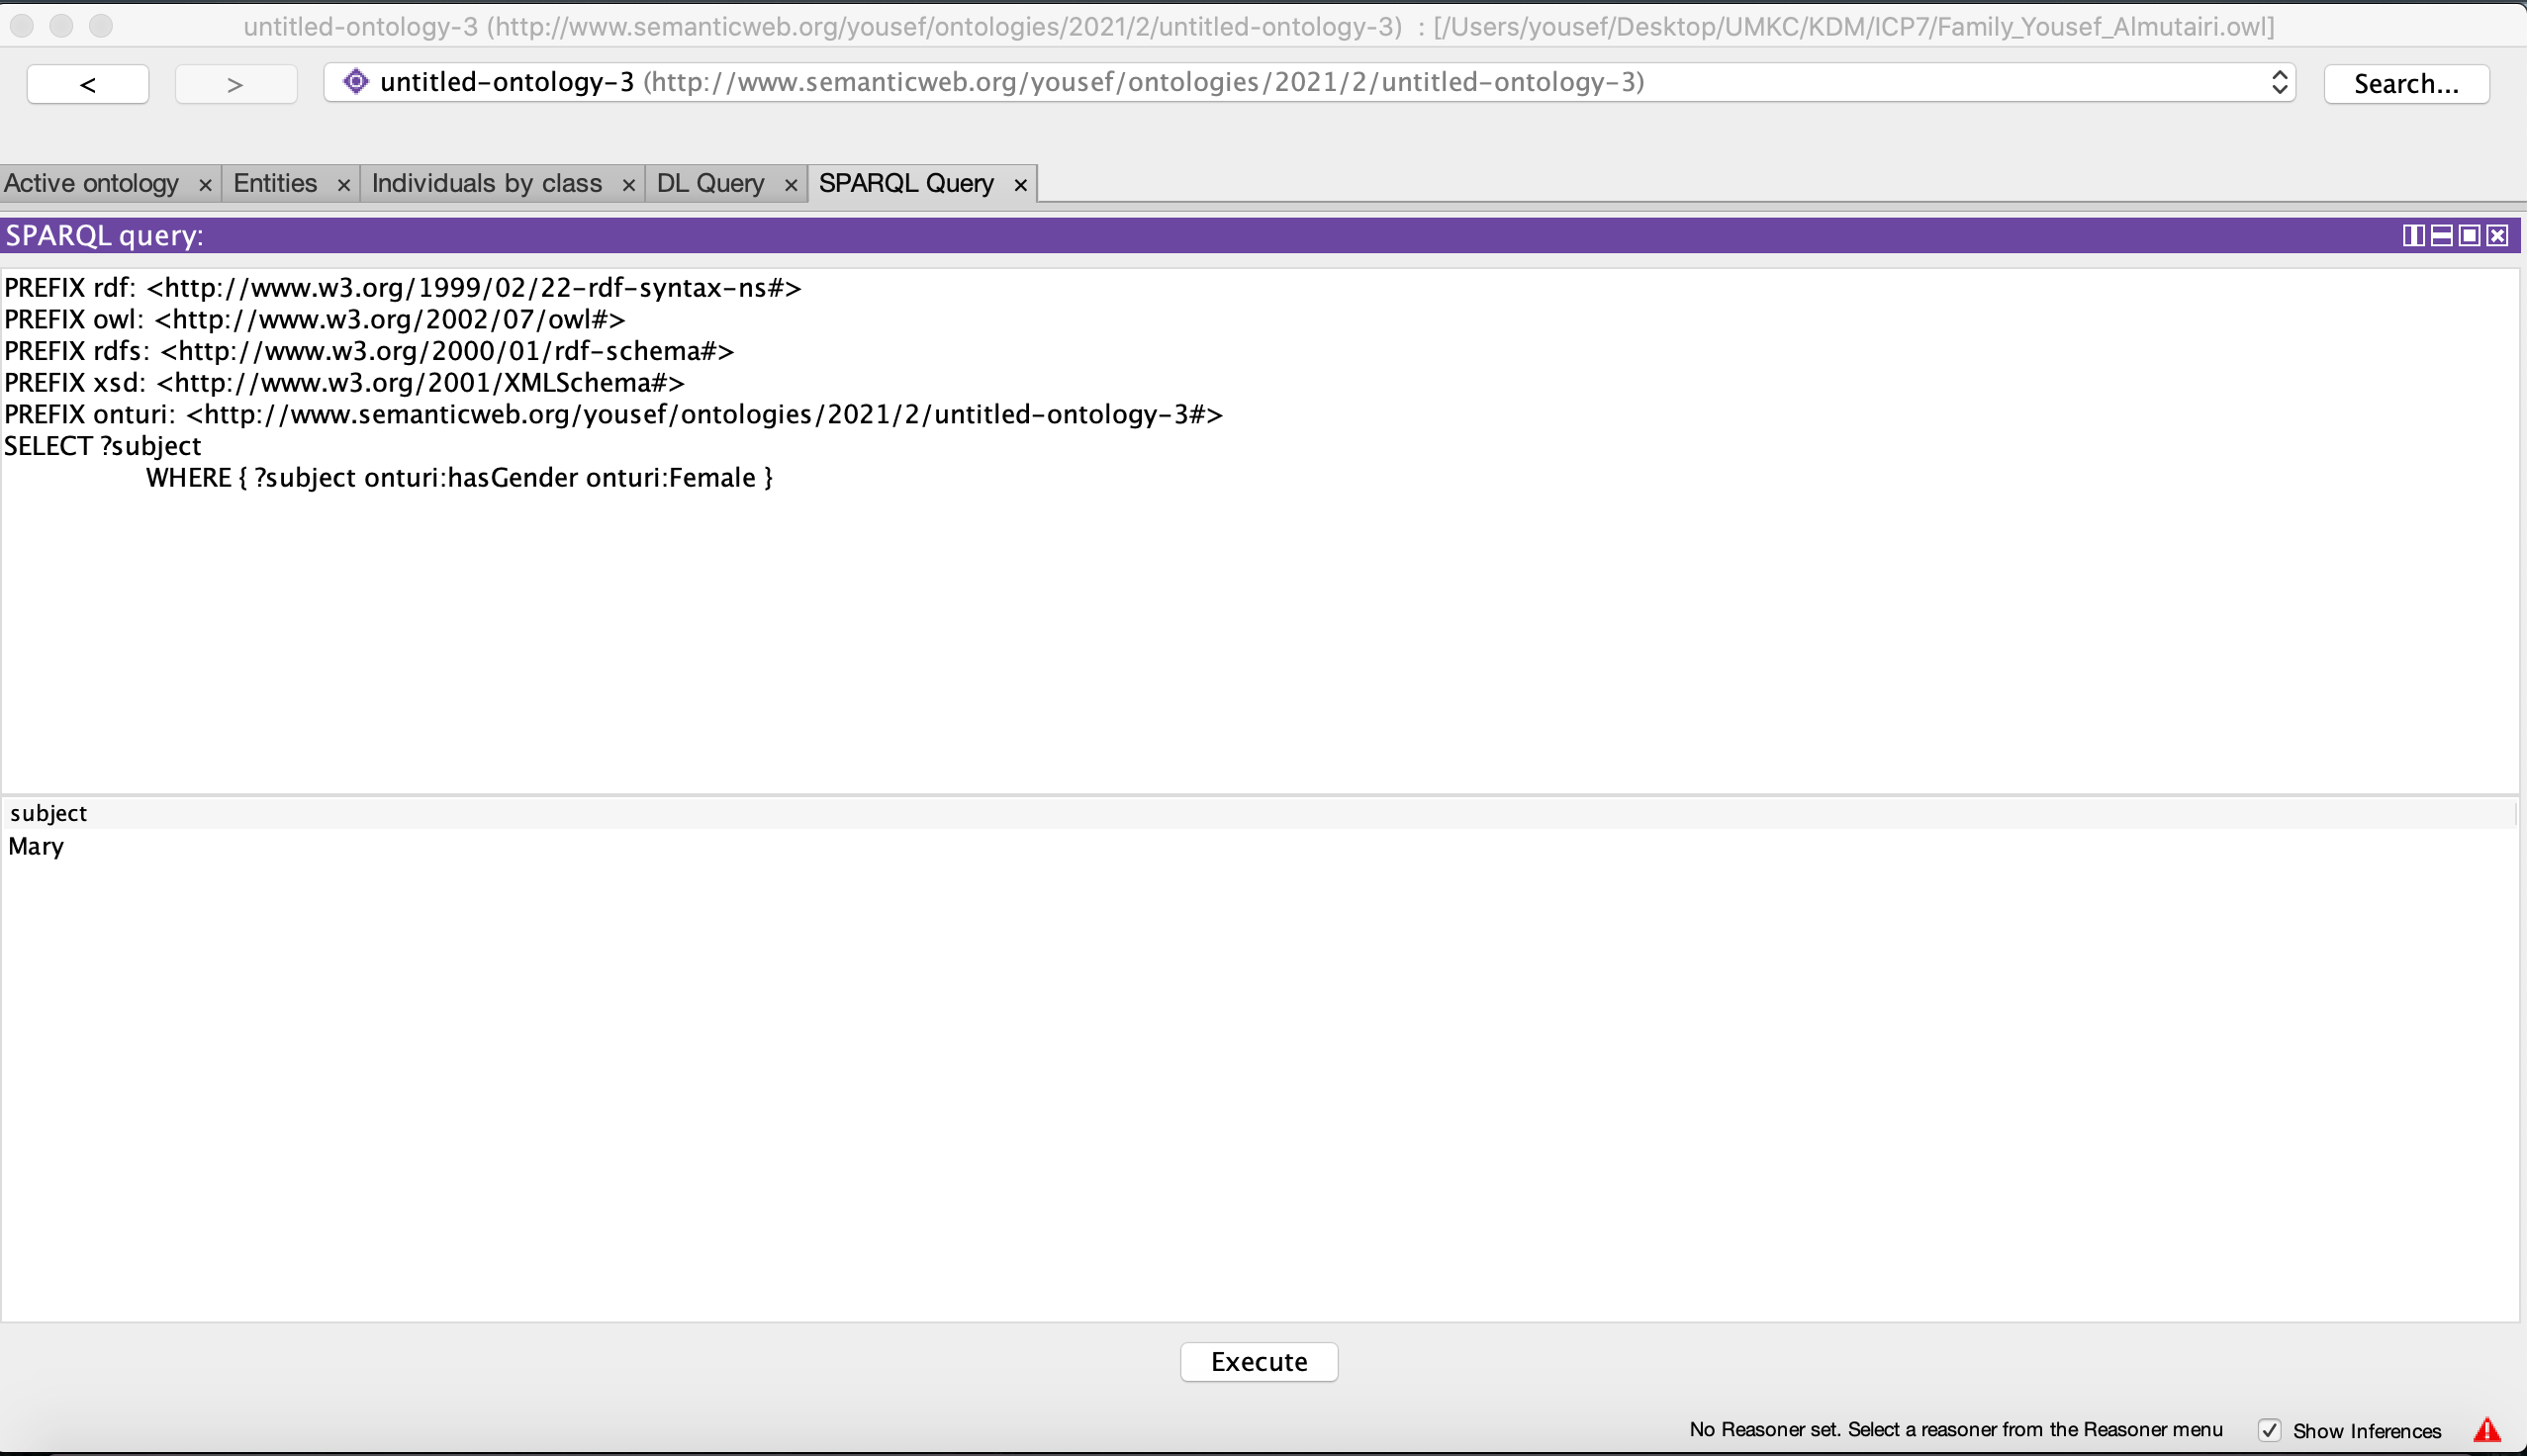 untitled-ontology-3 (http://www.semanticweb.org/yousef/ontologies/2021/2/untitled-ontology-3)  : [/Users/yousef/Desktop/UMKC/KDM/ICP7/Family_Yousef_Almutairi.owl]
< > untitled-ontology-3 (http://www.semanticweb.org/yousef/ontologies/2021/2/untitled-ontology-3) Search...
Active ontology × Entities × Individuals by class × DL Query × SPARQL Query ×
SPARQL query:
PREFIX rdf: <http://www.w3.org/1999/02/22-rdf-syntax-ns#>
PREFIX owl: <http://www.w3.org/2002/07/owl#>
PREFIX rdfs: <http://www.w3.org/2000/01/rdf-schema#>
PREFIX xsd: <http://www.w3.org/2001/XMLSchema#>
PREFIX onturi: <http://www.semanticweb.org/yousef/ontologies/2021/2/untitled-ontology-3#>
SELECT ?subject
WHERE { ?subject onturi:hasGender onturi:Female }
subject
Mary
Execute
No Reasoner set. Select a reasoner from the Reasoner menu Show Inferences